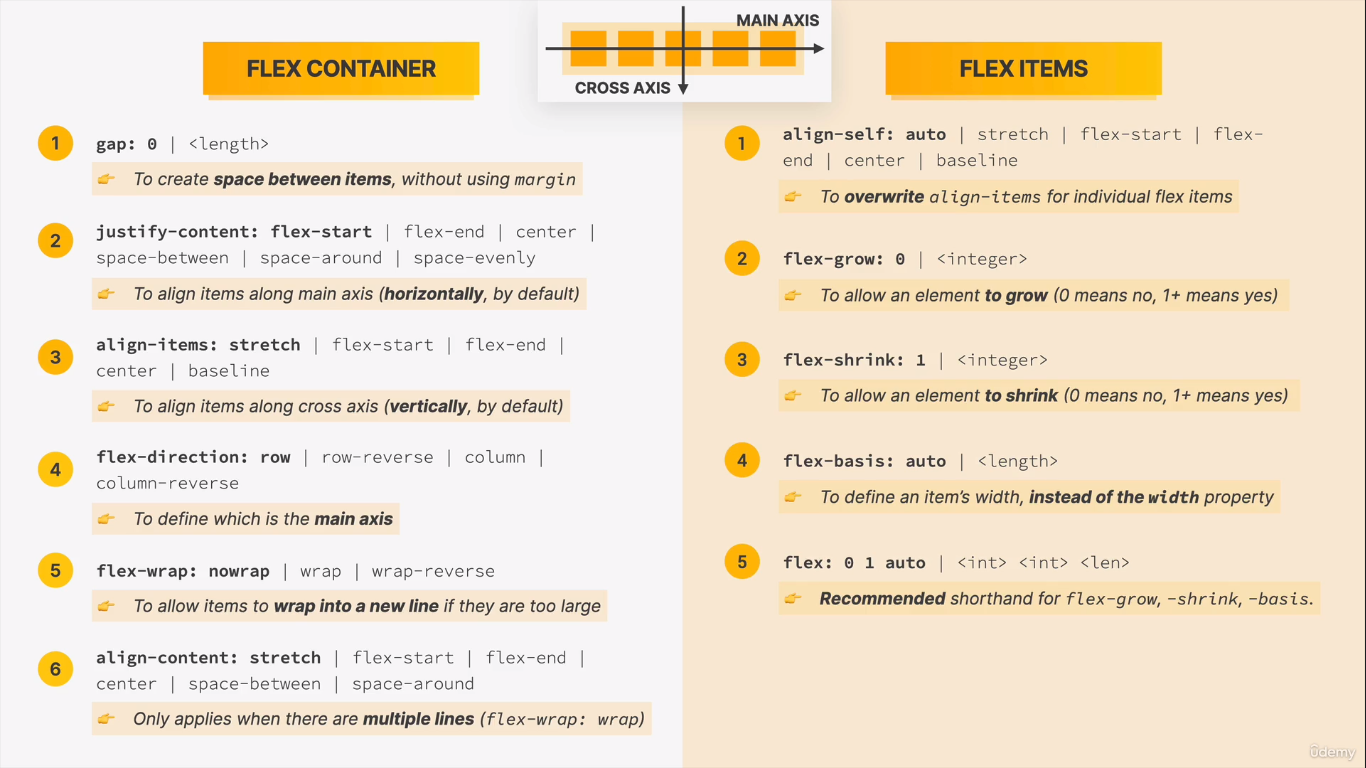 MAIN AXIS
CROSS AXIS
FLEX CONTAINER
1
gap: 0 | <length>
To create space between items, without using margin
2
justify-content: flex-start | flex-end | center |
space-between | space-around | space-evenly
To align items along main axis (horizontally, by default)
3
align-items: stretch | flex-start | flex-end |
center | baseline
To align items along cross axis (vertically, by default)
4
flex-direction: row | row-reverse | column |
column-reverse
To define which is the main axis
5
flex-wrap: nowrap | wrap | wrap-reverse
To allow items to wrap into a new line if they are too large
6
align-content: stretch | flex-start | flex-end |
center | space-between | space-around
Only applies when there are multiple lines (flex-wrap: wrap)
FLEX ITEMS
1
align-self: auto | stretch | flex-start | flex-
end | center | baseline
To overwrite align-items for individual flex items
2
flex-grow: 0 | <integer>
To allow an element to grow (0 means no, 1+ means yes)
3
flex-shrink: 1 | <integer>
To allow an element to shrink (0 means no, 1+ means yes)
4
flex-basis: auto | <length>
To define an item’s width, instead of the width property
5
flex: 0 1 auto | <int> <int> <len>
Recommended shorthand for flex-grow, -shrink, -basis.
ûdemy